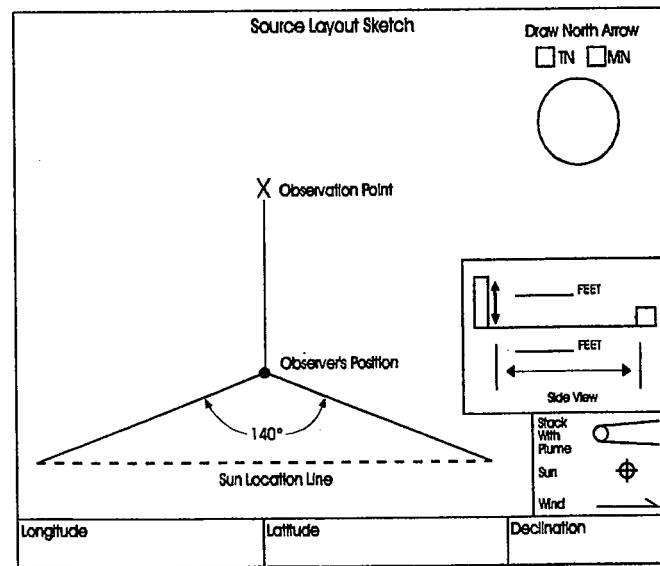 Source Layout Sketch
Draw North Arrow
TN MN
X Observation Point
FEET
Observer's Position
FEET
Side View
140°
Stack
With
Plume
Sun
Sun Location Line
Wind
Longitude
Latitude
Declination